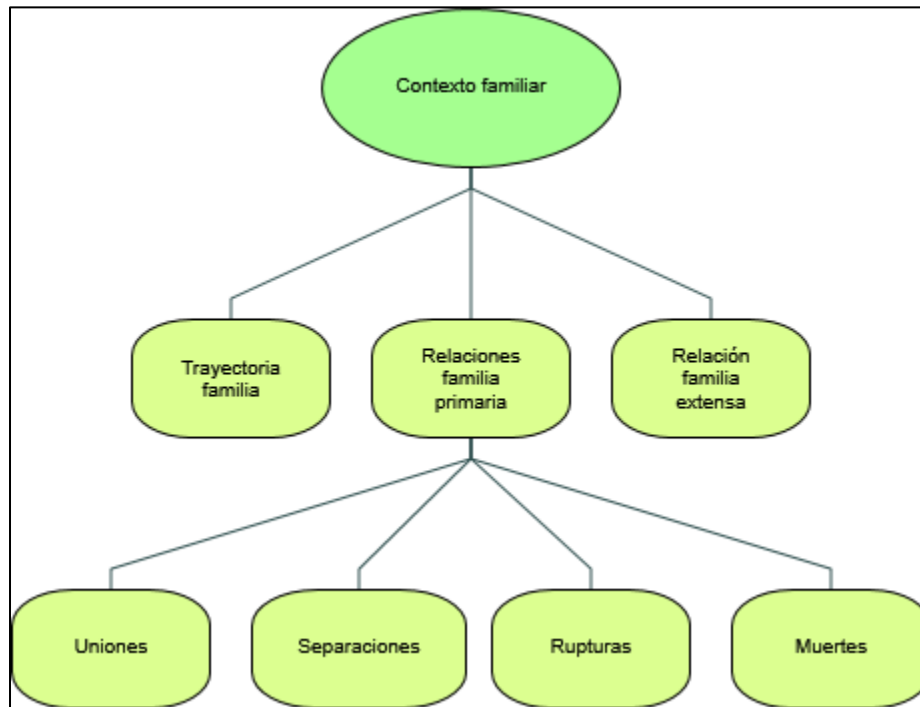 Contexto familiar
Trayectoria
familia
Relaciones
familia
primaria
Relación
familia
extensa
Uniones
Separaciones
Rupturas
Muertes